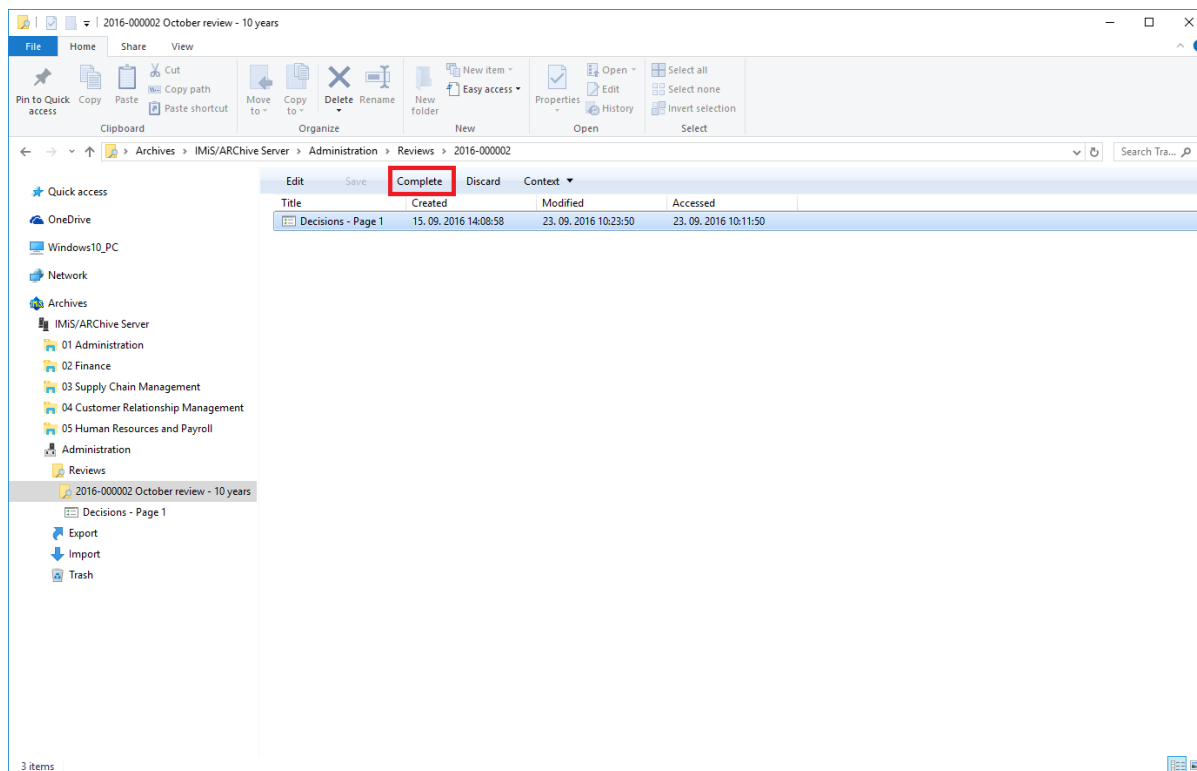 2016-000002 October review - 10 years
File Home Share View
Pin to Quick access
Copy
Paste
Cut
Copy path
Paste shortcut
Clipboard
Move to
Copy to
Delete
Rename
Organize
New folder
New item
Easy access
New
Properties
Open
Edit
History
Open
Select all
Select none
Invert selection
Select
Archives > IMiS/ARChive Server > Administration > Reviews > 2016-000002
Search Tra...
Edit Save Complete Discard Context
Title Created Modified Accessed
Decisions - Page 1 15. 09. 2016 14:08:58 23. 09. 2016 10:23:50 23. 09. 2016 10:11:50
Quick access
OneDrive
Windows10_PC
Network
Archives
IMiS/ARChive Server
01 Administration
02 Finance
03 Supply Chain Management
04 Customer Relationship Management
05 Human Resources and Payroll
Administration
Reviews
2016-000002 October review - 10 years
Decisions - Page 1
Export
Import
Trash
3 items